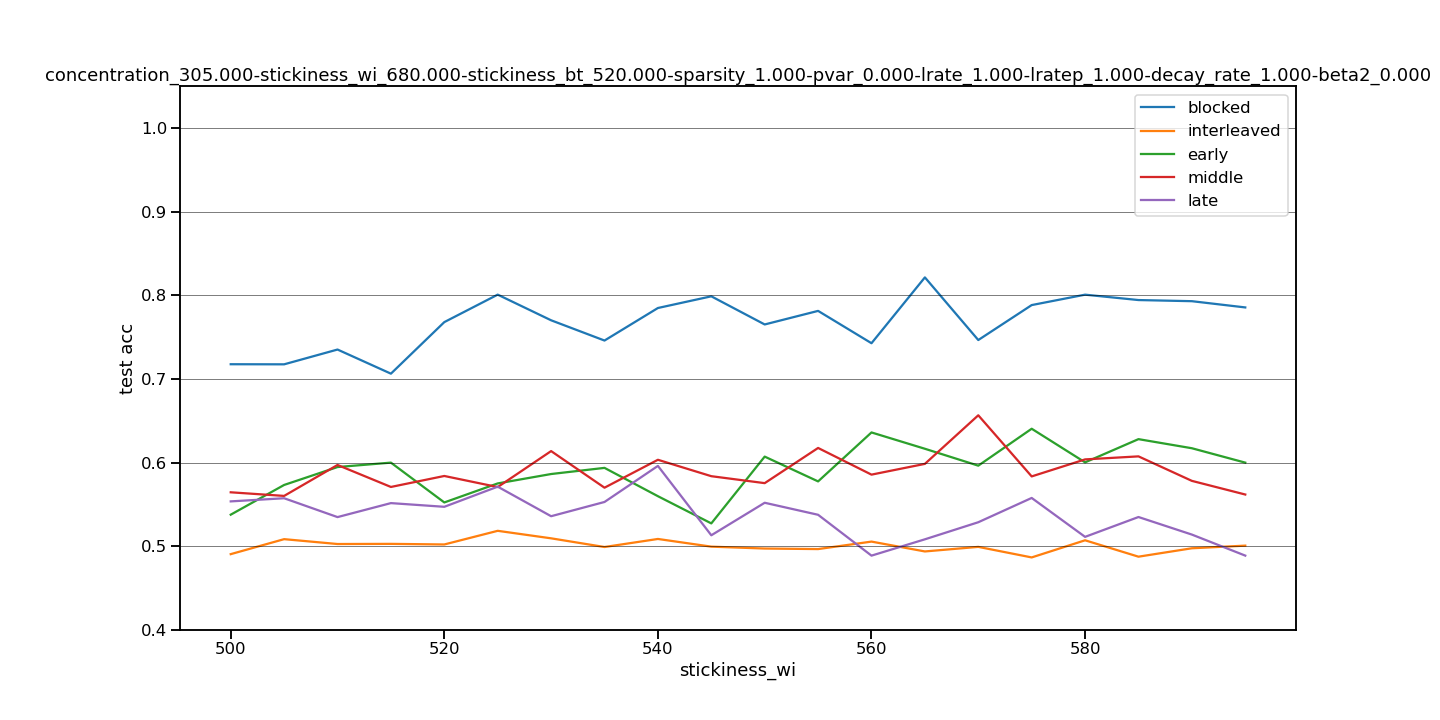 concentration_305.000-stickiness_wi_680.000-stickiness_bt_520.000-sparsity_1.000-pvar_0.000-lrate_1.000-lratep_1.000-decay_rate_1.000-beta2_0.000
blocked
interleaved
early
middle
late
1.0
0.9
0.8
0.7
0.6
0.5
0.4
test acc
500
520
540
560
580
stickiness_wi